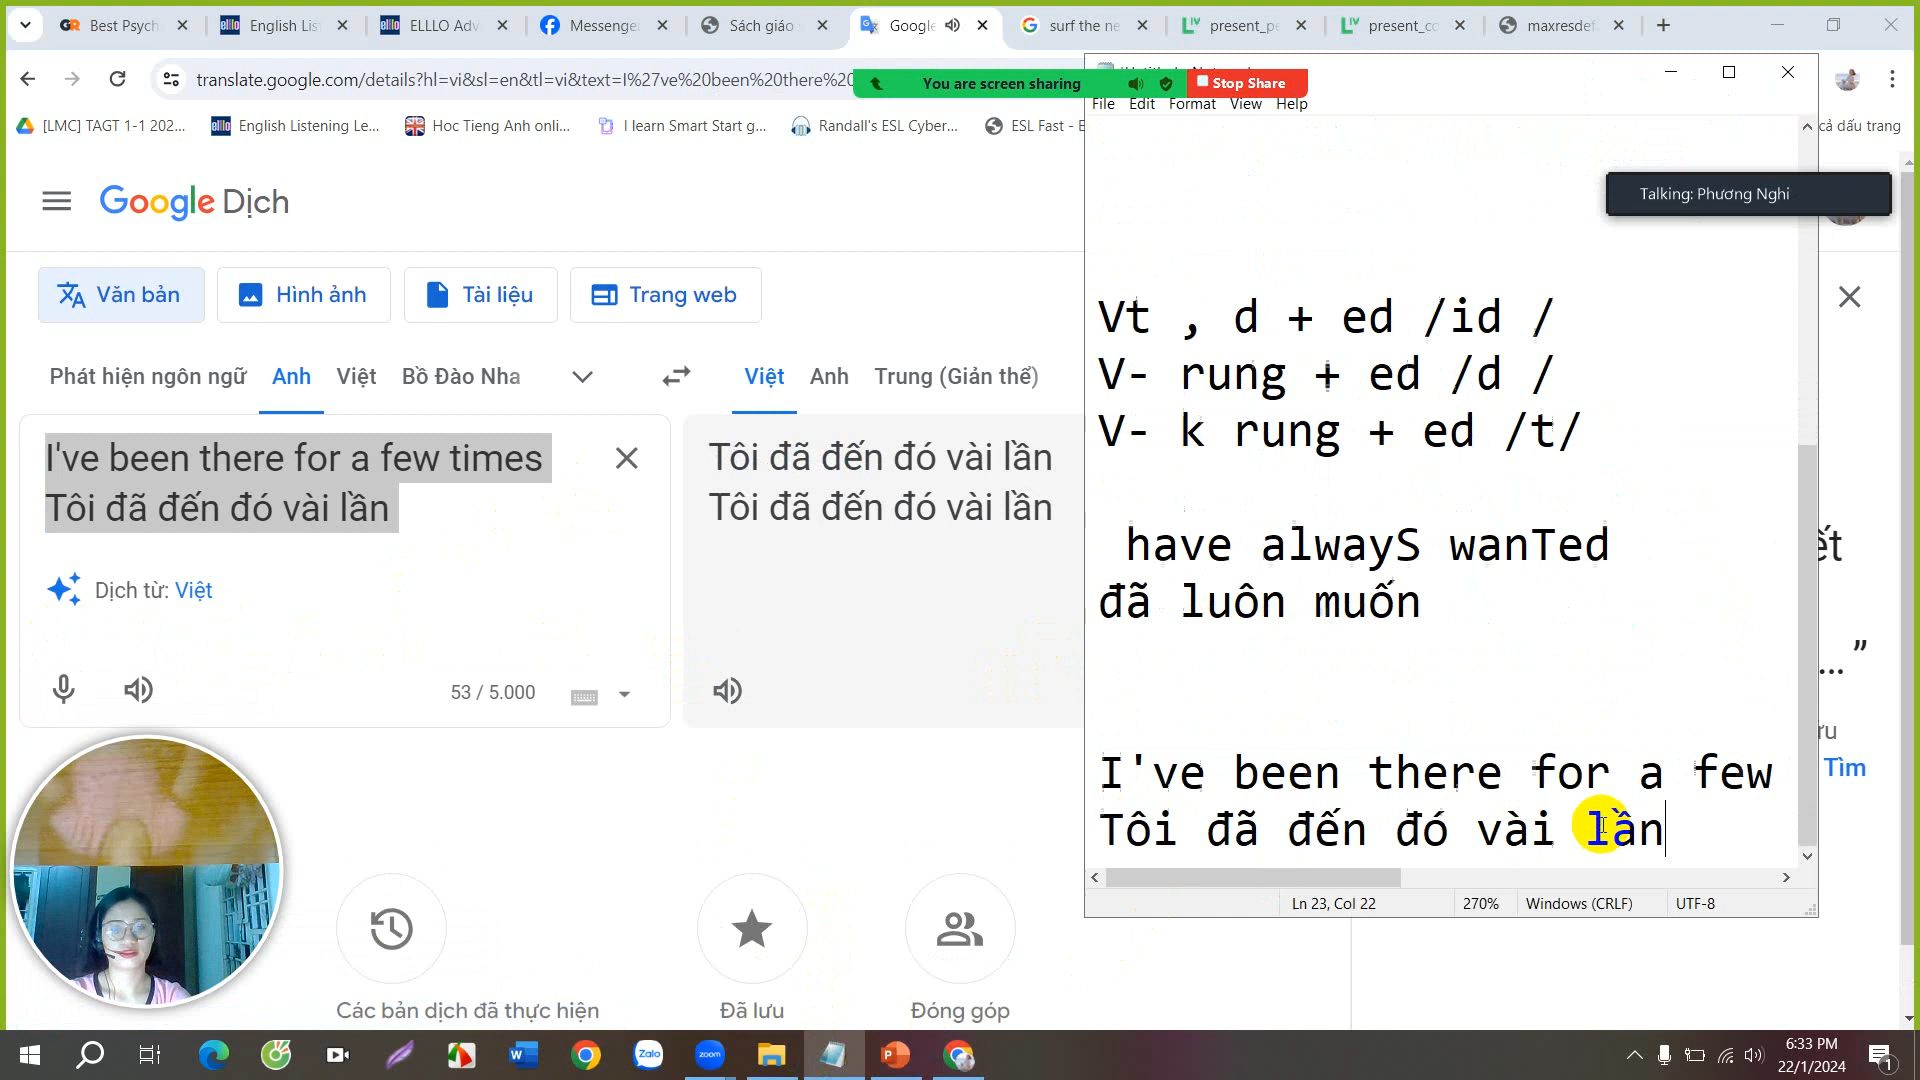 Best Psych
English Lis
ELLLO Adv
Messenge
Sách giáo
Google
surf the ne
present_pe
present_co
maxresdef
translate.google.com/details?hl=vi&sl=en&tl=vi&text=I%27ve%20been%20there%20
You are screen sharing
Stop Share
File Edit Format View Help
[LMC] TAGT 1-1 202...
English Listening Le...
Hoc Tieng Anh onli...
I learn Smart Start g...
Randall's ESL Cyber...
ESL Fast - E
cả dấu trang
Talking: Phương Nghi
Google Dịch
Văn bản
Hình ảnh
Tài liệu
Trang web
Phát hiện ngôn ngữ
Anh
Việt
Bồ Đào Nha
Việt
Anh
Trung (Giản thể)
I've been there for a few times
Tôi đã đến đó vài lần
Dịch từ: Việt
53 / 5.000
Tôi đã đến đó vài lần
Tôi đã đến đó vài lần
Vt , d + ed /id /
V- rung + ed /d /
V- k rung + ed /t/
have alwayS wanTed
đã luôn muốn
I've been there for a few
Tôi đã đến đó vài lần
Ln 23, Col 22
270%
Windows (CRLF)
UTF-8
... ”
Tìm
Các bản dịch đã thực hiện
Đã lưu
Đóng góp
Zalo
zoom
6:33 PM
22/1/2024
1